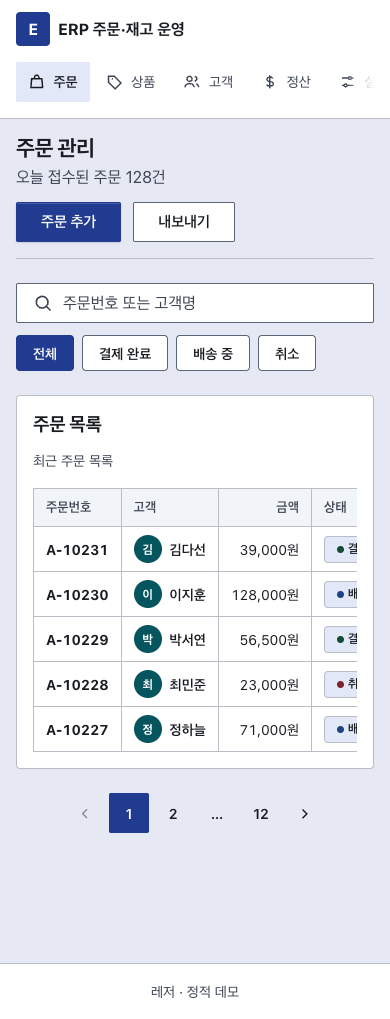 E ERP 주문·재고 운영
주문 상품 고객 정산
주문 관리
오늘 접수된 주문 128건
주문 추가 내보내기
주문번호 또는 고객명
전체 결제 완료 배송 중 취소
주문 목록
최근 주문 목록
주문번호 고객 금액 상태
A-10231 김 김다선 39,000원
A-10230 이 이지훈 128,000원
A-10229 박 박서연 56,500원
A-10228 최 최민준 23,000원
A-10227 정 정하늘 71,000원
1 2 ... 12
레저 · 정적 데모